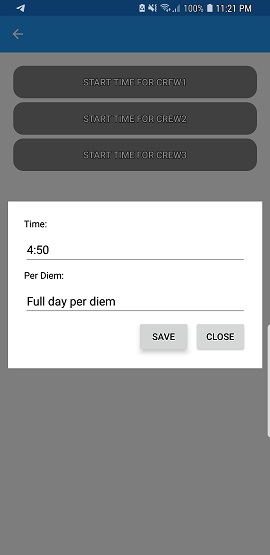 100% 11:21 PM
START TIME FOR CREW1
START TIME FOR CREW2
START TIME FOR CREW3
Time:
4:50
Per Diem:
Full day per diem
SAVE CLOSE